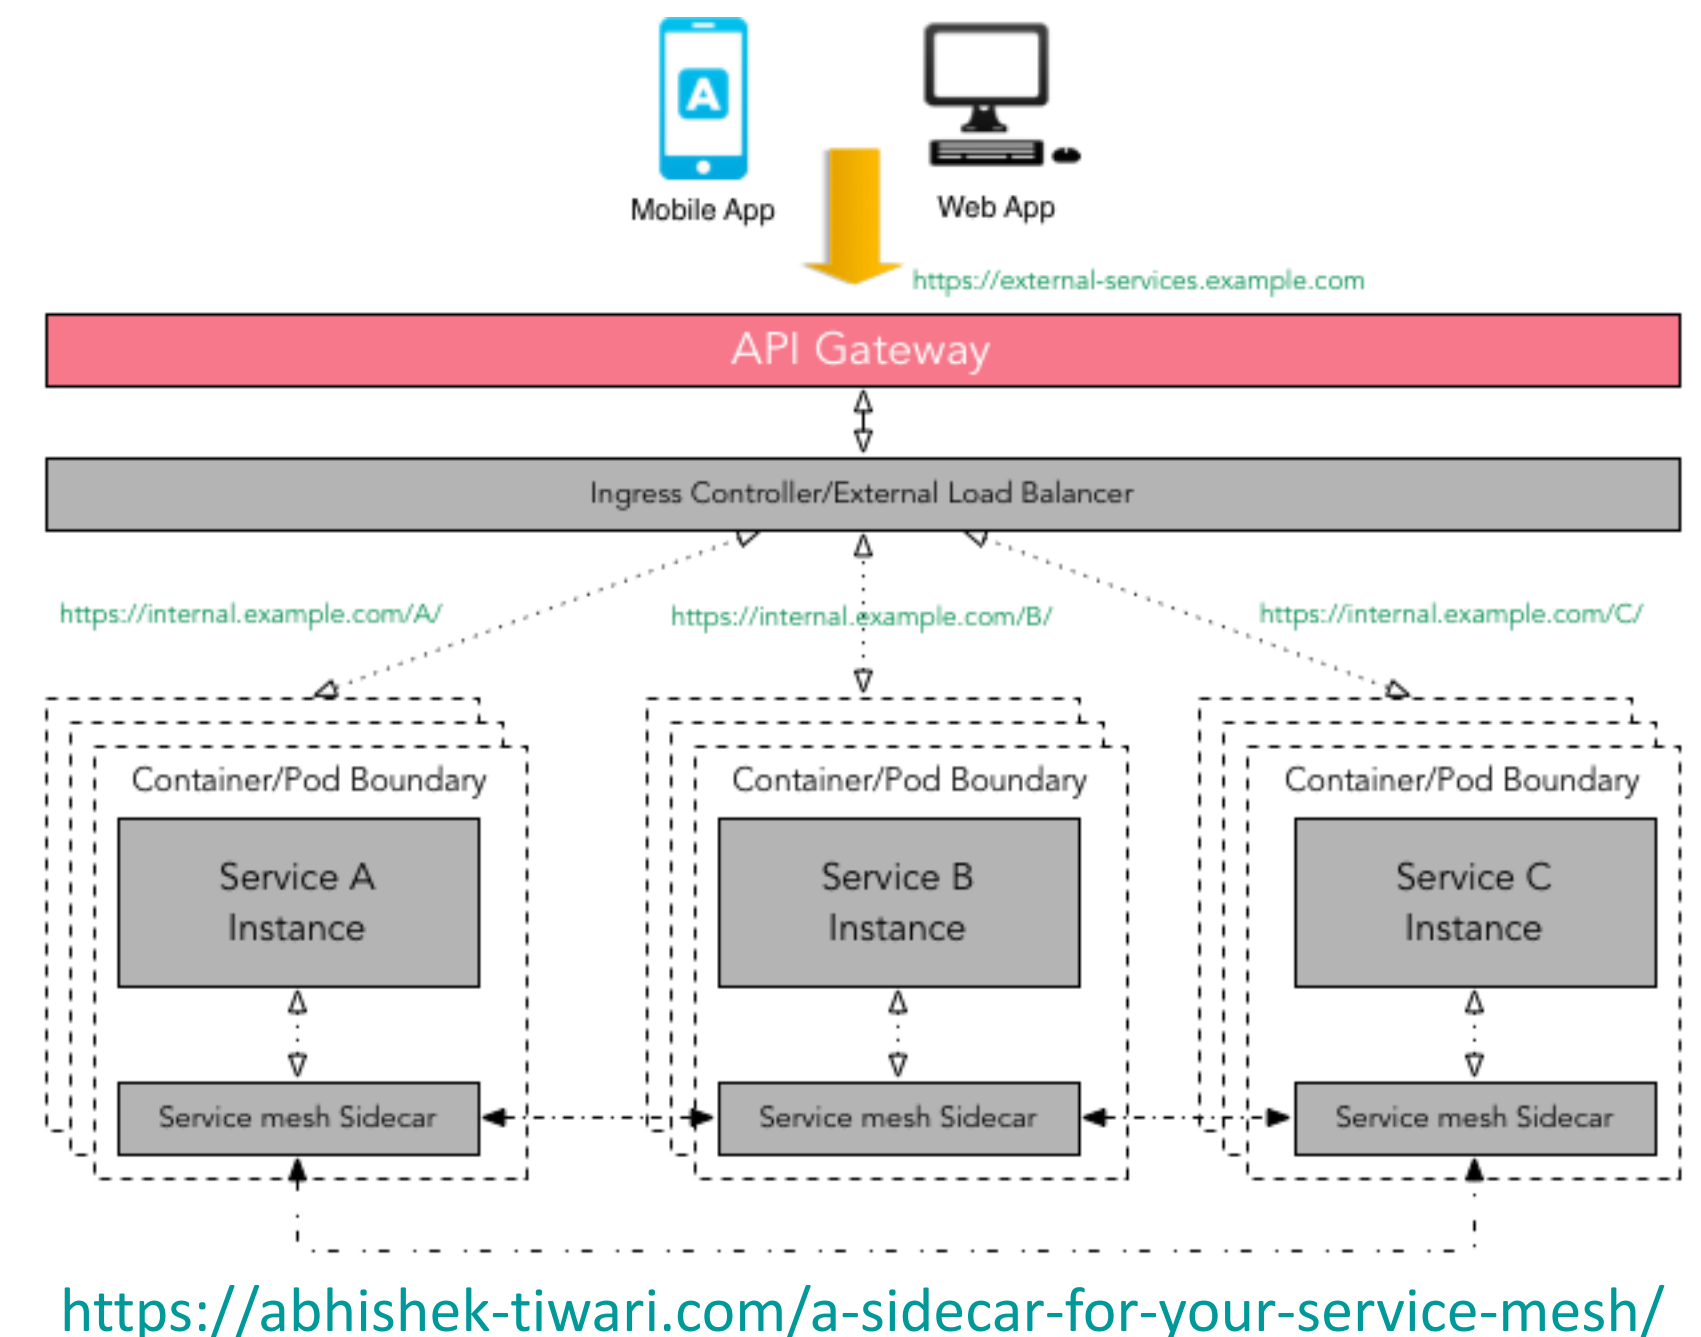 A
Mobile App
Web App
https://external-services.example.com
API Gateway
Ingress Controller/External Load Balancer
https://internal.example.com/A/
https://internal.example.com/B/
https://internal.example.com/C/
Container/Pod Boundary
Service A
Instance
Service mesh Sidecar
Container/Pod Boundary
Service B
Instance
Service mesh Sidecar
Container/Pod Boundary
Service C
Instance
Service mesh Sidecar
https://abhishek-tiwari.com/a-sidecar-for-your-service-mesh/